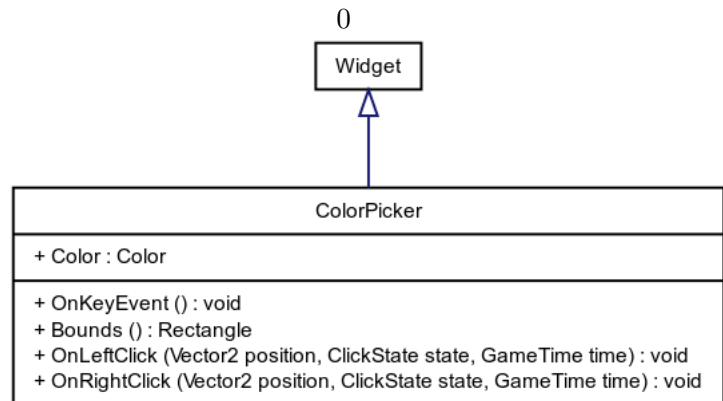 0
Widget
ColorPicker
+ Color : Color
+ OnKeyEvent () : void
+ Bounds () : Rectangle
+ OnLeftClick (Vector2 position, ClickState state, GameTime time) : void
+ OnRightClick (Vector2 position, ClickState state, GameTime time) : void